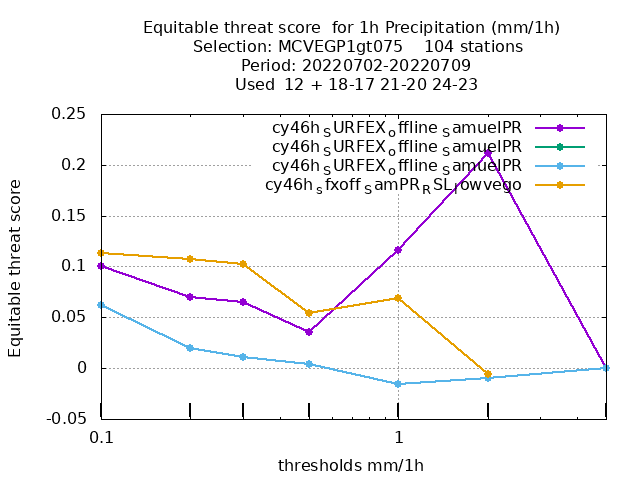 Equitable threat score  for 1h Precipitation (mm/1h)
Selection: MCVEGP1gt075    104 stations
Period: 20220702-20220709
Used  12 + 18-17 21-20 24-23
cy46h_SURFEX_offline_SamuelPR
cy46h_SURFEX_offline_SamuelPR
cy46h_SURFEX_offline_SamuelPR
cy46h_sfxoff_SamPR_RSL_lowvego
Equitable threat score
0.25
0.2
0.15
0.1
0.05
0
-0.05
0.1 1
thresholds mm/1h